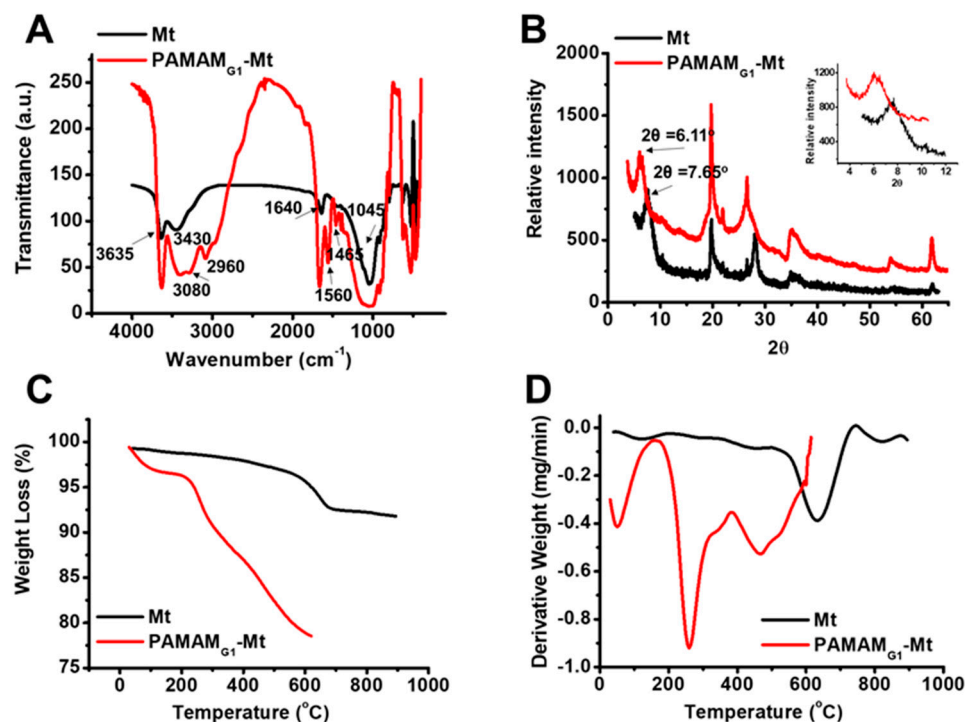 A
Mt
PAMAM_G1-Mt
Transmittance (a.u.)
250
200
150
100
50
0
3635
3430
3080
2960
1640
1560
1465
1045
4000 3000 2000 1000
Wavenumber (cm⁻¹)
B
Mt
PAMAM_G1-Mt
Relative intensity
2000
1500
1000
500
0
2θ =6.11°
2θ =7.65°
Relative intensity
1200
800
400
4 6 8 10 12
2θ
0 10 20 30 40 50 60
2θ
C
Weight Loss (%)
100
95
90
85
80
75
Mt
PAMAM_G1-Mt
0 200 400 600 800 1000
Temperature (°C)
D
Derivative Weight (mg/min)
0.0
-0.2
-0.4
-0.6
-0.8
-1.0
Mt
PAMAM_G1-Mt
0 200 400 600 800 1000
Temperature (°C)